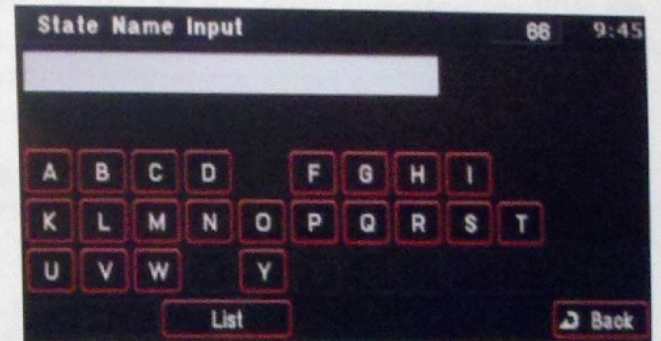 State Name Input 66 9:45
A B C D F G H I
K L M N O P Q R S T
U V W Y
List Back